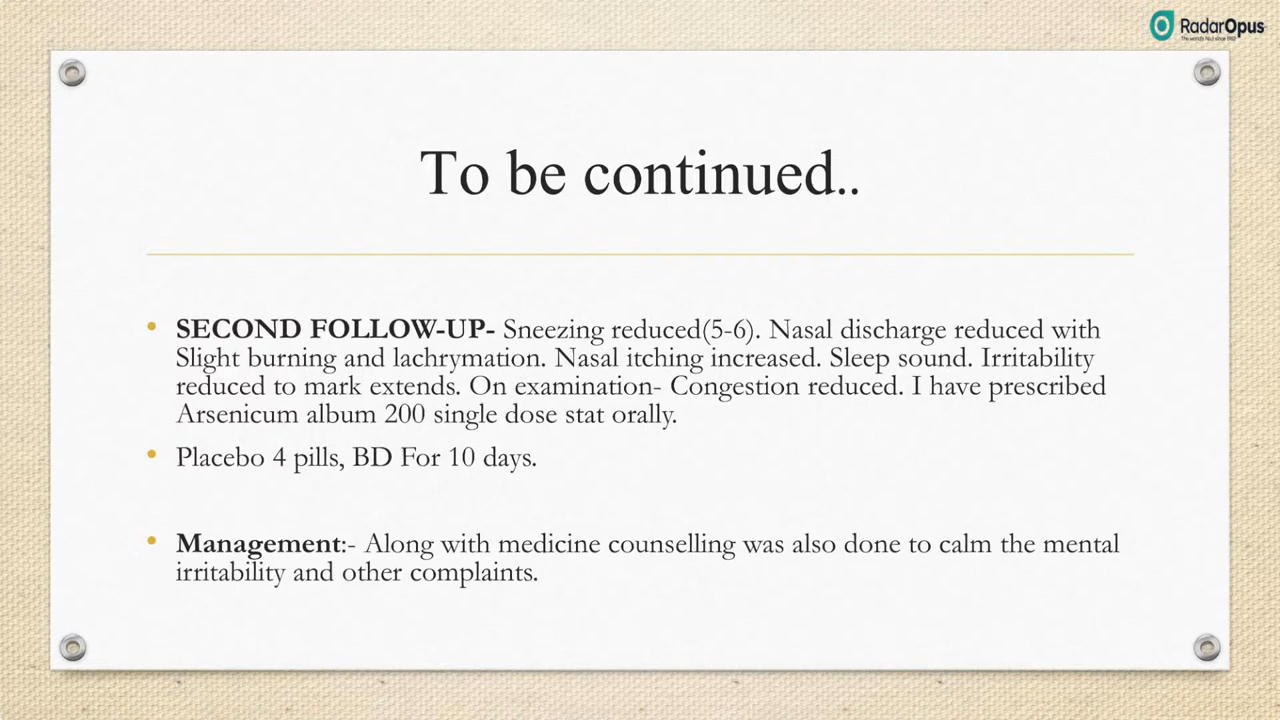 RadarOpus
To be continued..
• SECOND FOLLOW-UP- Sneezing reduced(5-6). Nasal discharge reduced with
Slight burning and lachrymation. Nasal itching increased. Sleep sound. Irritability
reduced to mark extends. On examination- Congestion reduced. I have prescribed
Arsenicum album 200 single dose stat orally.
• Placebo 4 pills, BD For 10 days.
• Management:- Along with medicine counselling was also done to calm the mental
irritability and other complaints.